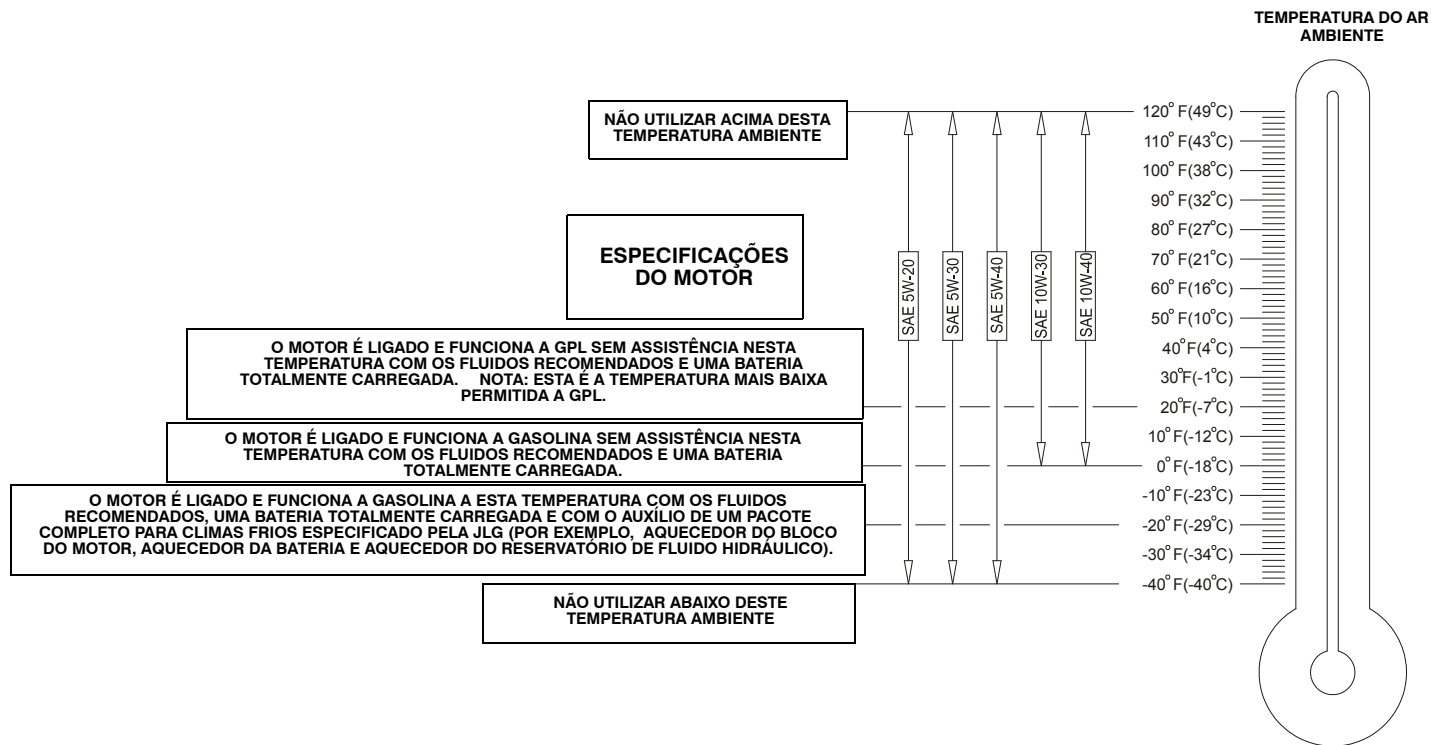 TEMPERATURA DO AR
AMBIENTE
NÃO UTILIZAR ACIMA DESTA
TEMPERATURA AMBIENTE
ESPECIFICAÇÕES
DO MOTOR
O MOTOR É LIGADO E FUNCIONA A GPL SEM ASSISTÊNCIA NESTA
TEMPERATURA COM OS FLUIDOS RECOMENDADOS E UMA BATERIA
TOTALMENTE CARREGADA. NOTA: ESTA É A TEMPERATURA MAIS BAIXA
PERMITIDA A GPL.
O MOTOR É LIGADO E FUNCIONA A GASOLINA SEM ASSISTÊNCIA NESTA
TEMPERATURA COM OS FLUIDOS RECOMENDADOS E UMA BATERIA
TOTALMENTE CARREGADA.
O MOTOR É LIGADO E FUNCIONA A GASOLINA A ESTA TEMPERATURA COM OS FLUIDOS
RECOMENDADOS, UMA BATERIA TOTALMENTE CARREGADA E COM O AUXÍLIO DE UM PACOTE
COMPLETO PARA CLIMAS FRIOS ESPECIFICADO PELA JLG (POR EXEMPLO, AQUECEDOR DO BLOCO
DO MOTOR, AQUECEDOR DA BATERIA E AQUECEDOR DO RESERVATÓRIO DE FLUIDO HIDRÁULICO).
NÃO UTILIZAR ABAIXO DESTE
TEMPERATURA AMBIENTE
SAE 5W-20
SAE 5W-30
SAE 5W-40
SAE 10W-30
SAE 10W-40
120° F(49°C)
110° F(43°C)
100° F(38°C)
90° F(32°C)
80° F(27°C)
70° F(21°C)
60° F(16°C)
50° F(10°C)
40°F(4°C)
30°F(-1°C)
20°F(-7°C)
10° F(-12°C)
0° F(-18°C)
-10° F(-23°C)
-20° F(-29°C)
-30° F(-34°C)
-40° F(-40°C)